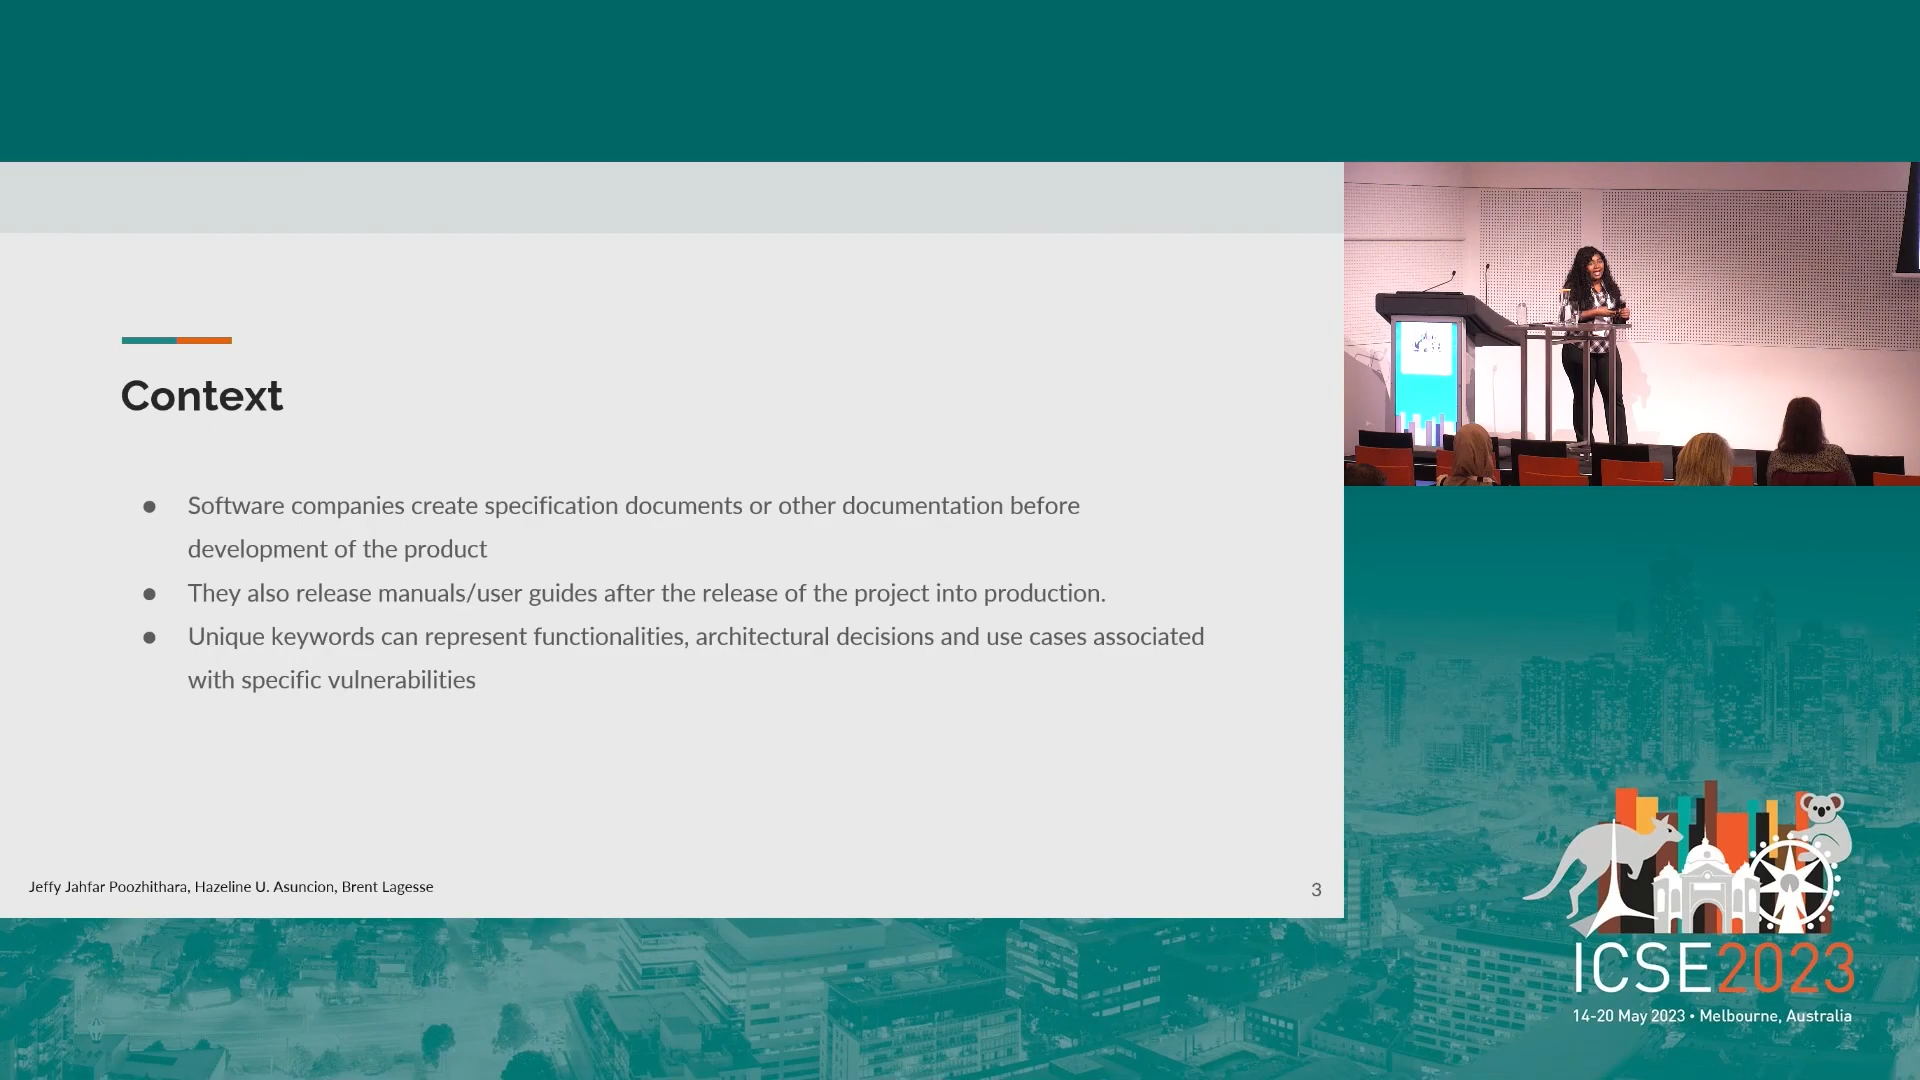 Context
● Software companies create specification documents or other documentation before
development of the product
● They also release manuals/user guides after the release of the project into production.
● Unique keywords can represent functionalities, architectural decisions and use cases associated
with specific vulnerabilities
Jeffy Jahfar Poozhithara, Hazeline U. Asuncion, Brent Lagesse
3
ICSE2023
14-20 May 2023 • Melbourne, Australia